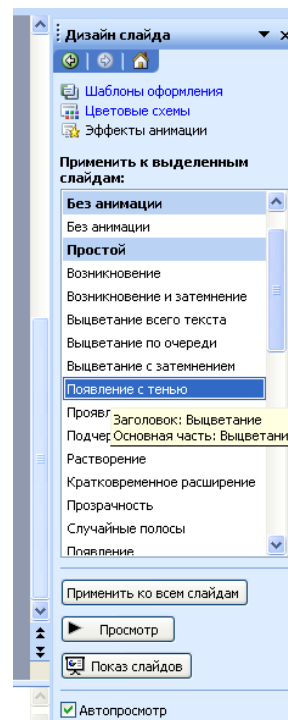 Дизайн слайда
Шаблоны оформления
Цветовые схемы
Эффекты анимации
Применить к выделенным
слайдам:
Без анимации
Без анимации
Простой
Возникновение
Возникновение и затемнение
Выцветание всего текста
Выцветание по очереди
Выцветание с затемнением
Появление с тенью
Проявл
Заголовок: Выцветание
Подчер
Основная часть: Выцветани
Растворение
Кратковременное расширение
Прозрачность
Случайные полосы
Появление
Применить ко всем слайдам
Просмотр
Показ слайдов
Автопросмотр